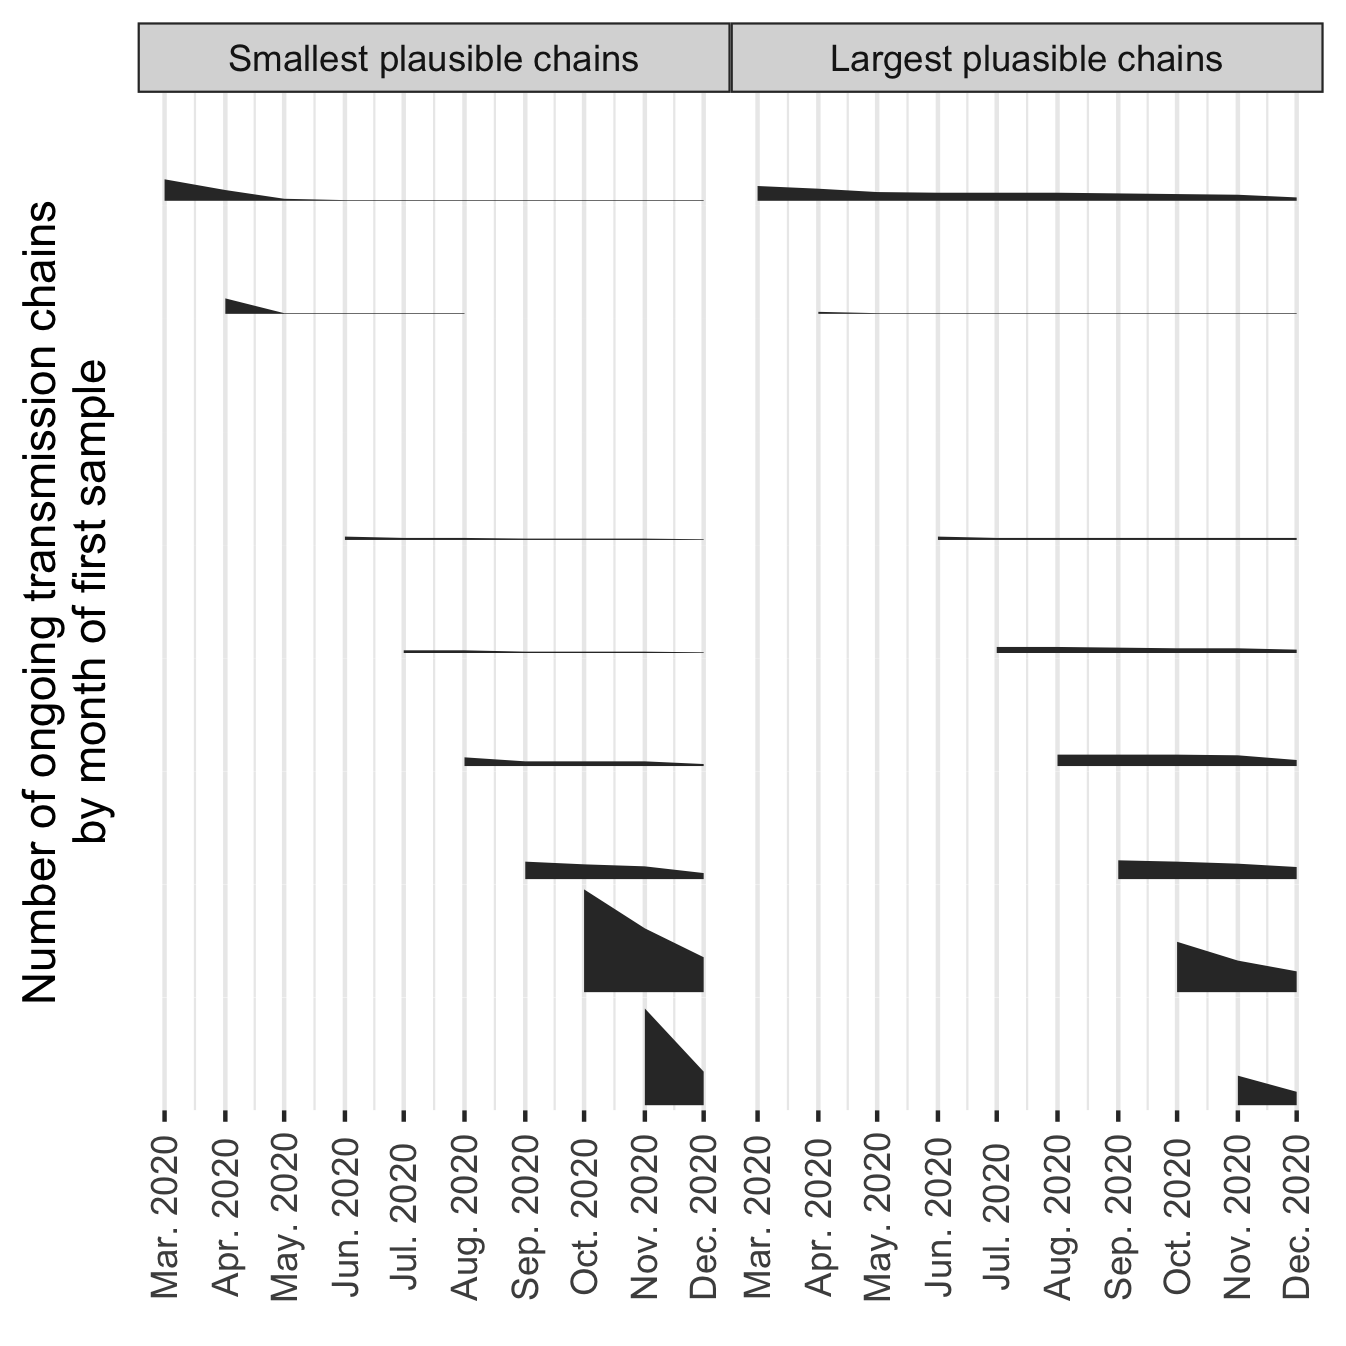 Smallest plausible chains
Largest pluasible chains
Number of ongoing transmission chains
by month of first sample
Mar. 2020
Apr. 2020
May. 2020
Jun. 2020
Jul. 2020
Aug. 2020
Sep. 2020
Oct. 2020
Nov. 2020
Dec. 2020
Mar. 2020
Apr. 2020
May. 2020
Jun. 2020
Jul. 2020
Aug. 2020
Sep. 2020
Oct. 2020
Nov. 2020
Dec. 2020